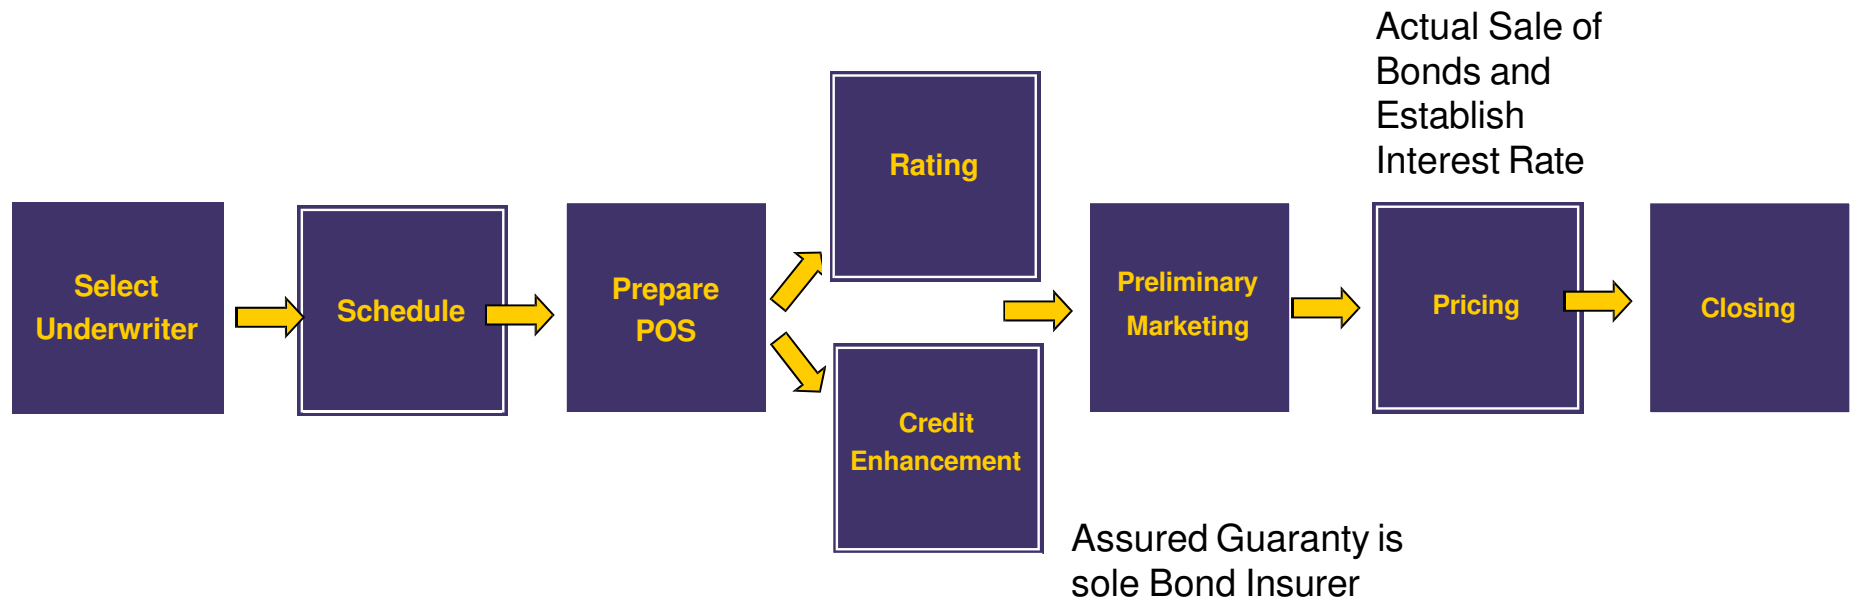 Actual Sale of
Bonds and
Establish
Interest Rate
Rating
Select
Underwriter
Schedule
Prepare
POS
Preliminary
Marketing
Pricing
Closing
Credit
Enhancement
Assured Guaranty is
sole Bond Insurer